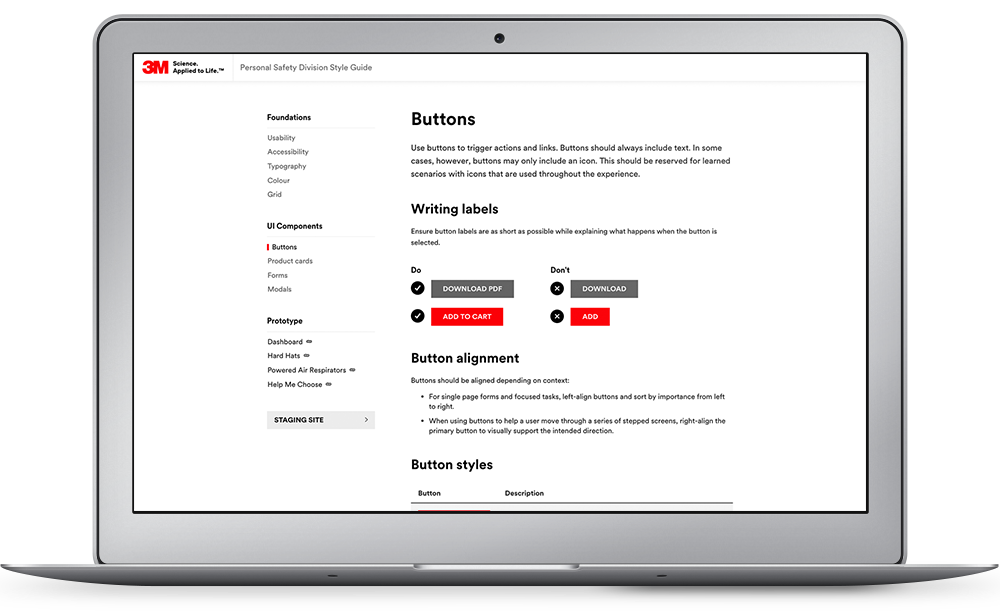 3M Science.
Applied to Life.™
Personal Safety Division Style Guide
Foundations
Usability
Accessibility
Typography
Colour
Grid
UI Components
Buttons
Product cards
Forms
Modals
Prototype
Dashboard
Hard Hats
Powered Air Respirators
Help Me Choose
STAGING SITE
Buttons
Use buttons to trigger actions and links. Buttons should always include text. In some
cases, however, buttons may only include an icon. This should be reserved for learned
scenarios with icons that are used throughout the experience.
Writing labels
Ensure button labels are as short as possible while explaining what happens when the button is
selected.
Do
Don't
DOWNLOAD PDF
DOWNLOAD
ADD TO CART
ADD
Button alignment
Buttons should be aligned depending on context:
• For single page forms and focused tasks, left-align buttons and sort by importance from left
to right.
• When using buttons to help a user move through a series of stepped screens, right-align the
primary button to visually support the intended direction.
Button styles
Button
Description